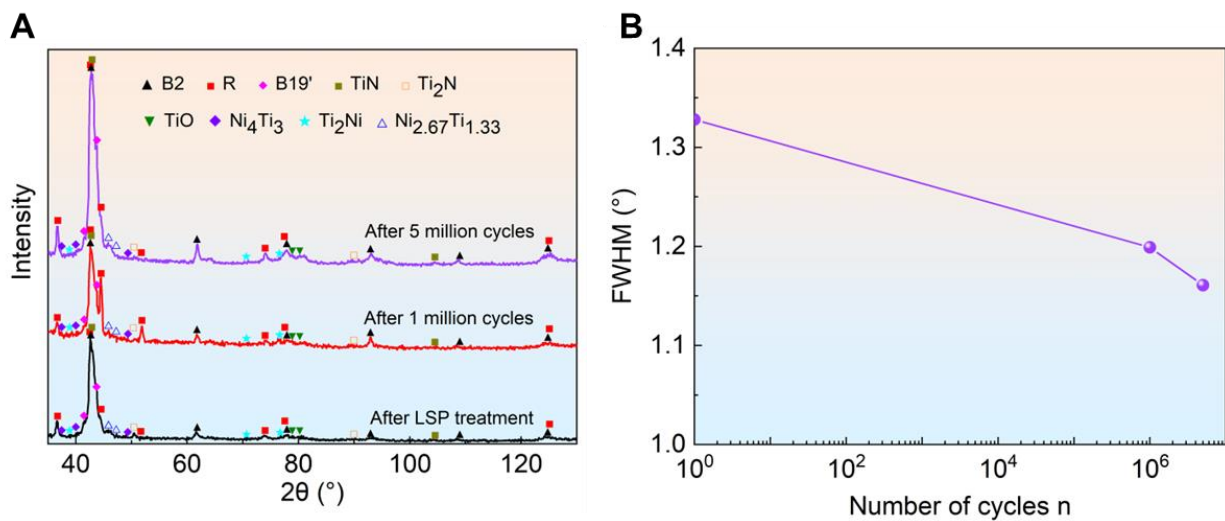 A
B2 R B19' TiN Ti2N
TiO Ni4Ti3 Ti2Ni Ni2.67Ti1.33
After 5 million cycles
After 1 million cycles
After LSP treatment
Intensity
40 60 80 100 120
2θ (°)
B
1.4
1.3
1.2
1.1
1.0
FWHM (°)
10^0 10^2 10^4 10^6
Number of cycles n